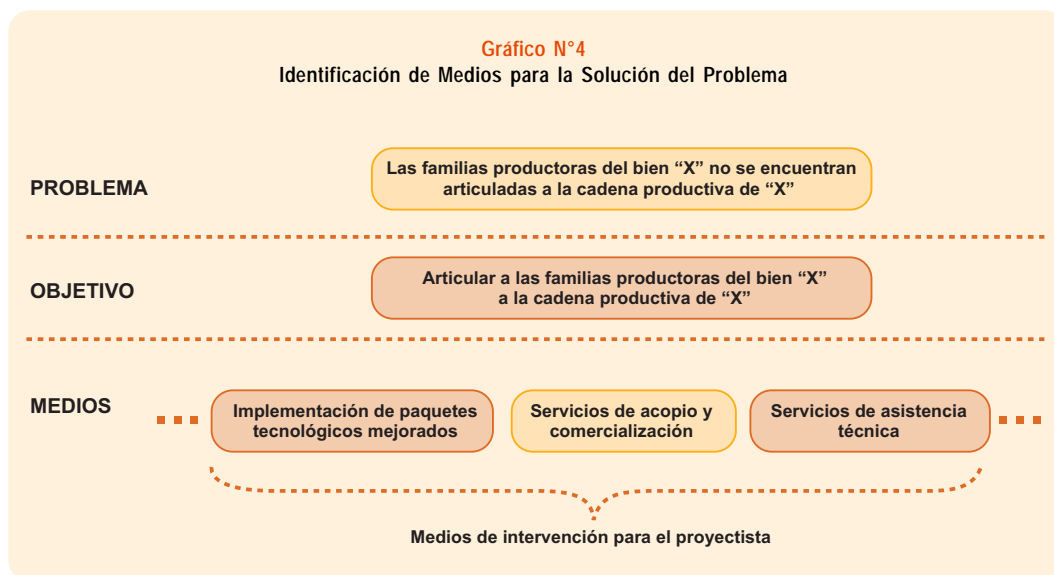 Gráfico N°4
Identificación de Medios para la Solución del Problema
PROBLEMA
Las familias productoras del bien “X” no se encuentran
articuladas a la cadena productiva de “X”
OBJETIVO
Articular a las familias productoras del bien “X”
a la cadena productiva de “X”
MEDIOS
Implementación de paquetes
tecnológicos mejorados
Servicios de acopio y
comercialización
Servicios de asistencia
técnica
Medios de intervención para el proyectista